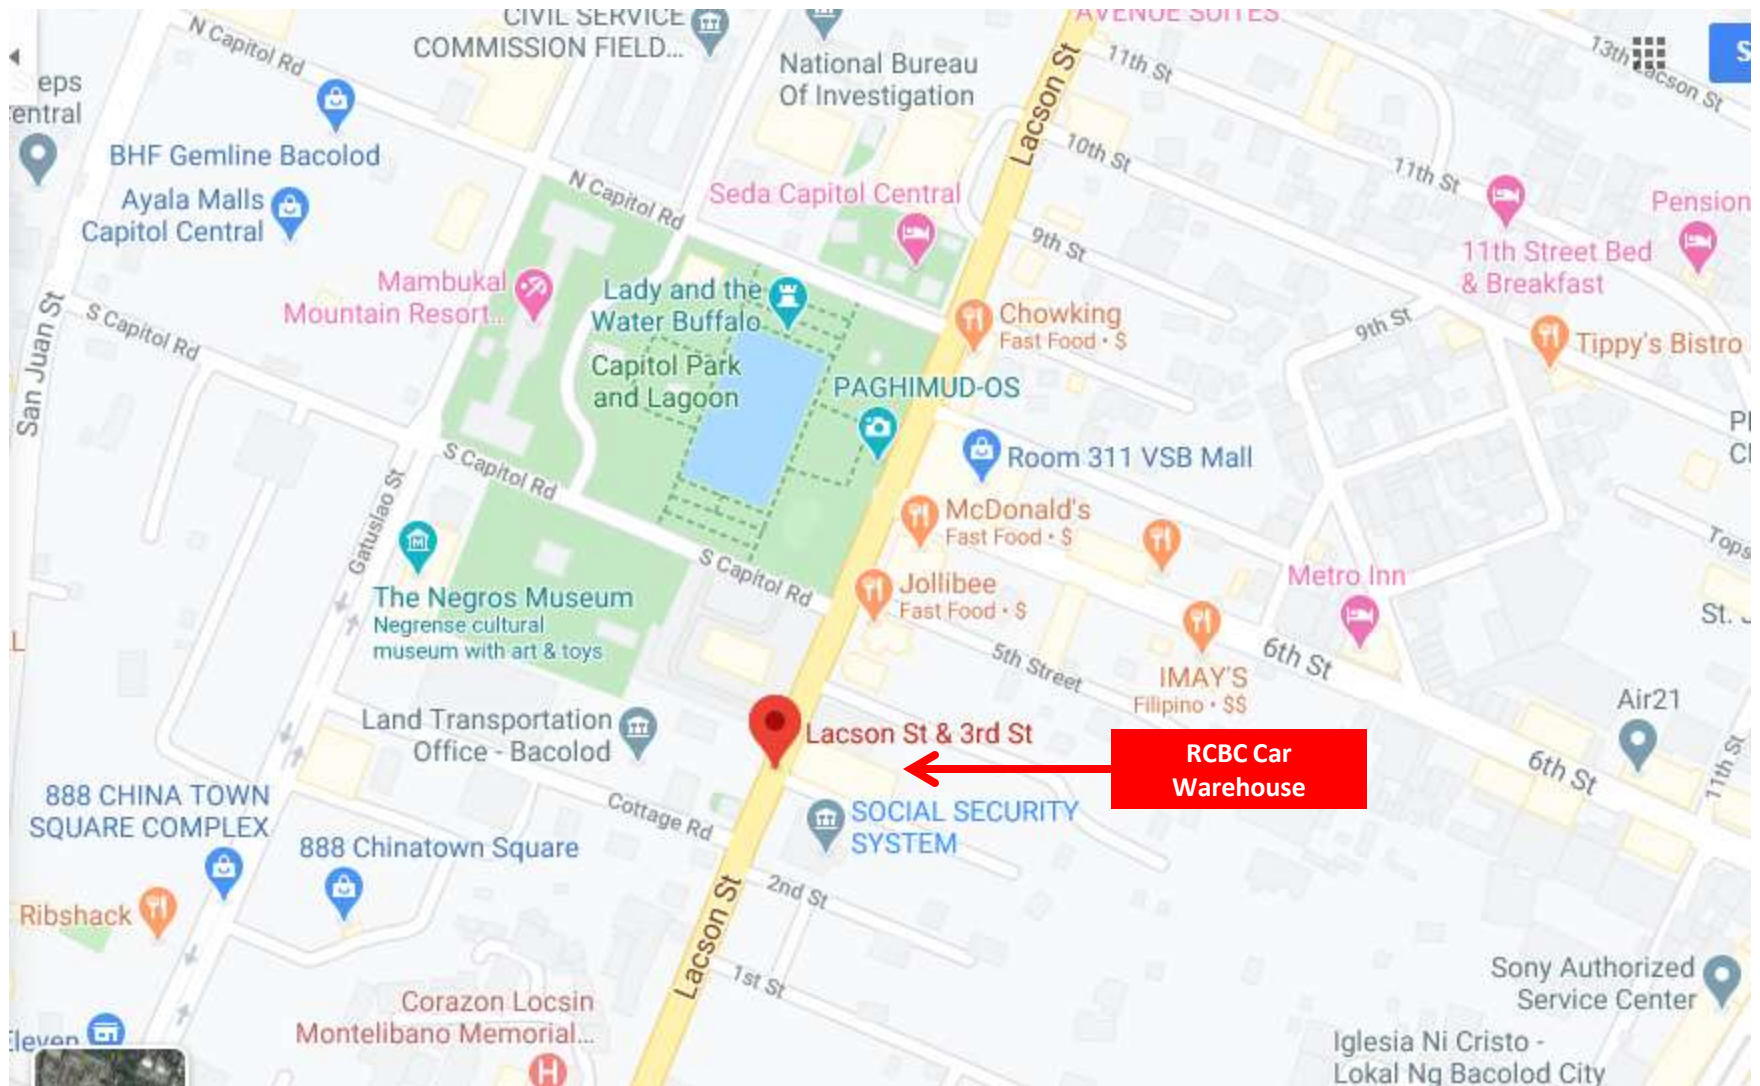 CIVIL SERVICE
COMMISSION FIELD...
AVENUE SUITES
N Capitol Rd
National Bureau
Of Investigation
Lacson St
11th St
13th Lacson St
S
eps
entral
BHF Gemline Bacolod
10th St
11th St
Ayala Malls
Capitol Central
N Capitol Rd
Seda Capitol Central
Pension
9th St
11th Street Bed
& Breakfast
Mambukal
Mountain Resort...
Lady and the
Water Buffalo
Chowking
Fast Food • $
9th St
Tippy's Bistro
San Juan St
S Capitol Rd
Capitol Park
and Lagoon
PAGHIMUD-OS
Room 311 VSB Mall
S Capitol Rd
Gatuslao St
McDonald's
Fast Food • $
Tops
Metro Inn
The Negros Museum
Negrense cultural
museum with art & toys
S Capitol Rd
Jollibee
Fast Food • $
St.
L
5th Street
IMAY'S
Filipino • $$
6th St
Air21
Land Transportation
Office - Bacolod
Lacson St & 3rd St
RCBC Car
Warehouse
6th St
11th St
888 CHINA TOWN
SQUARE COMPLEX
Cottage Rd
SOCIAL SECURITY
SYSTEM
888 Chinatown Square
2nd St
Ribshack
Lacson St
1st St
Sony Authorized
Service Center
Corazon Locsin
Montelibano Memorial...
Eleven
Iglesia Ni Cristo -
Lokal Ng Bacolod City
H